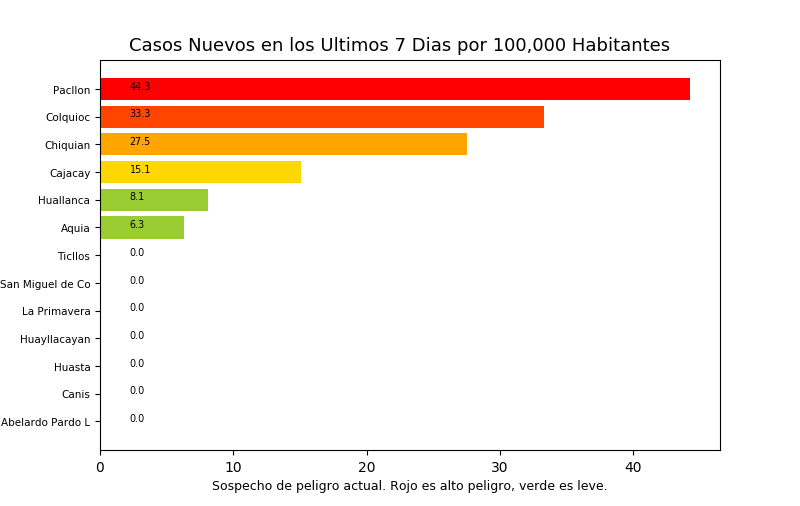 Casos Nuevos en los Ultimos 7 Dias por 100,000 Habitantes
Pacllon 44.3
Colquioc 33.3
Chiquian 27.5
Cajacay 15.1
Huallanca 8.1
Aquia 6.3
Ticllos 0.0
San Miguel de Co 0.0
La Primavera 0.0
Huayllacayan 0.0
Huasta 0.0
Canis 0.0
Abelardo Pardo L 0.0
0 10 20 30 40
Sospecho de peligro actual. Rojo es alto peligro, verde es leve.